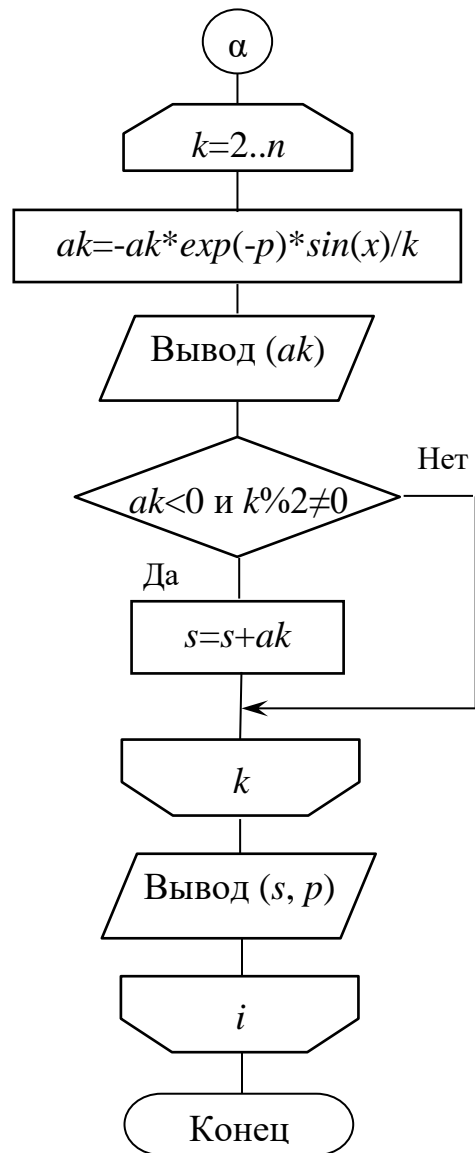 α
k=2..n
ak=-ak*exp(-p)*sin(x)/k
Вывод (ak)
Нет
ak<0 и k%2≠0
Да
s=s+ak
k
Вывод (s, p)
i
Конец